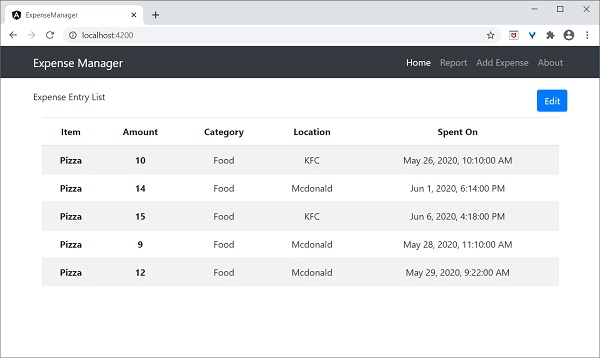 ExpenseManager
localhost:4200
Expense Manager Home Report Add Expense About
Expense Entry List Edit
Item Amount Category Location Spent On
Pizza 10 Food KFC May 26, 2020, 10:10:00 AM
Pizza 14 Food Mcdonald Jun 1, 2020, 6:14:00 PM
Pizza 15 Food KFC Jun 6, 2020, 4:18:00 PM
Pizza 9 Food Mcdonald May 28, 2020, 11:10:00 AM
Pizza 12 Food Mcdonald May 29, 2020, 9:22:00 AM